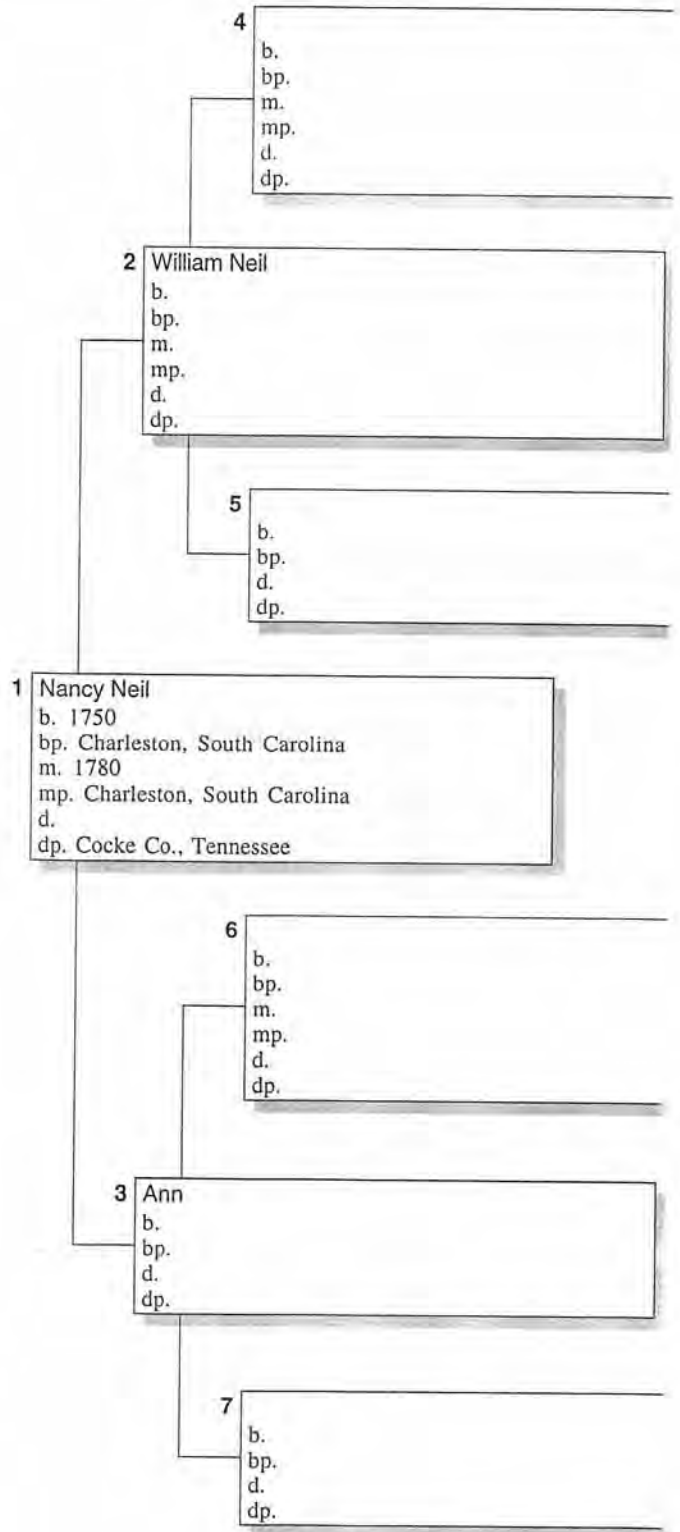 4
b.
bp.
m.
mp.
d.
dp.
2 William Neil
b.
bp.
m.
mp.
d.
dp.
5
b.
bp.
d.
dp.
1 Nancy Neil
b. 1750
bp. Charleston, South Carolina
m. 1780
mp. Charleston, South Carolina
d.
dp. Cocke Co., Tennessee
6
b.
bp.
m.
mp.
d.
dp.
3 Ann
b.
bp.
d.
dp.
7
b.
bp.
d.
dp.